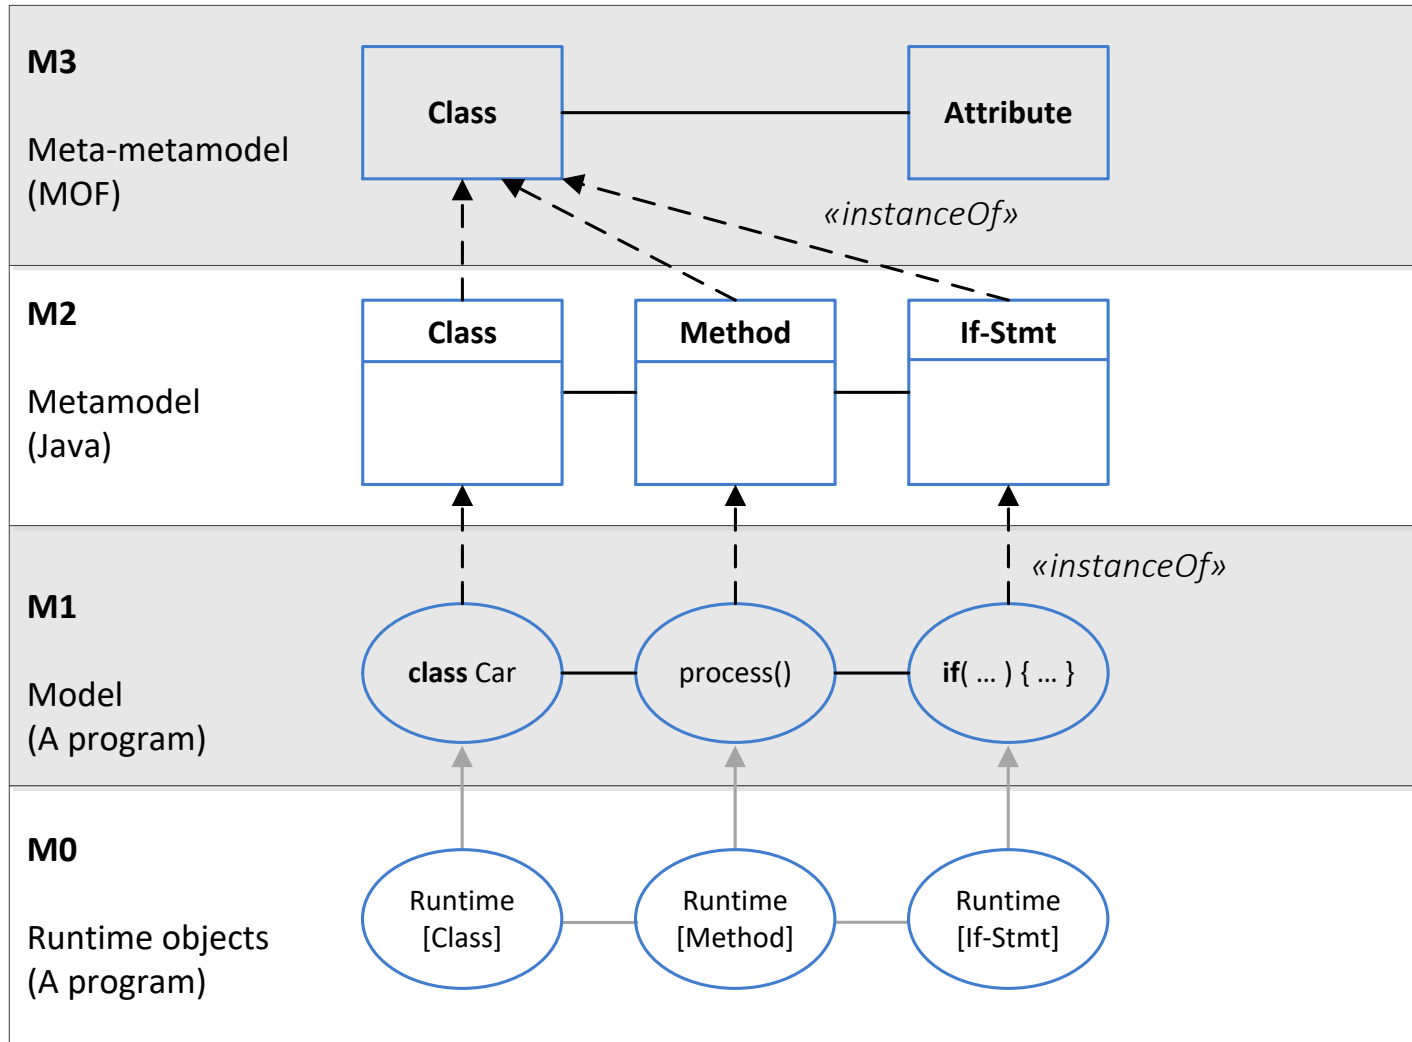 M3
Meta-metamodel
(MOF)
Class
Attribute
«instanceOf»
M2
Metamodel
(Java)
Class
Method
If-Stmt
M1
Model
(A program)
«instanceOf»
class Car
process()
if( ... ) { ... }
M0
Runtime objects
(A program)
Runtime
[Class]
Runtime
[Method]
Runtime
[If-Stmt]